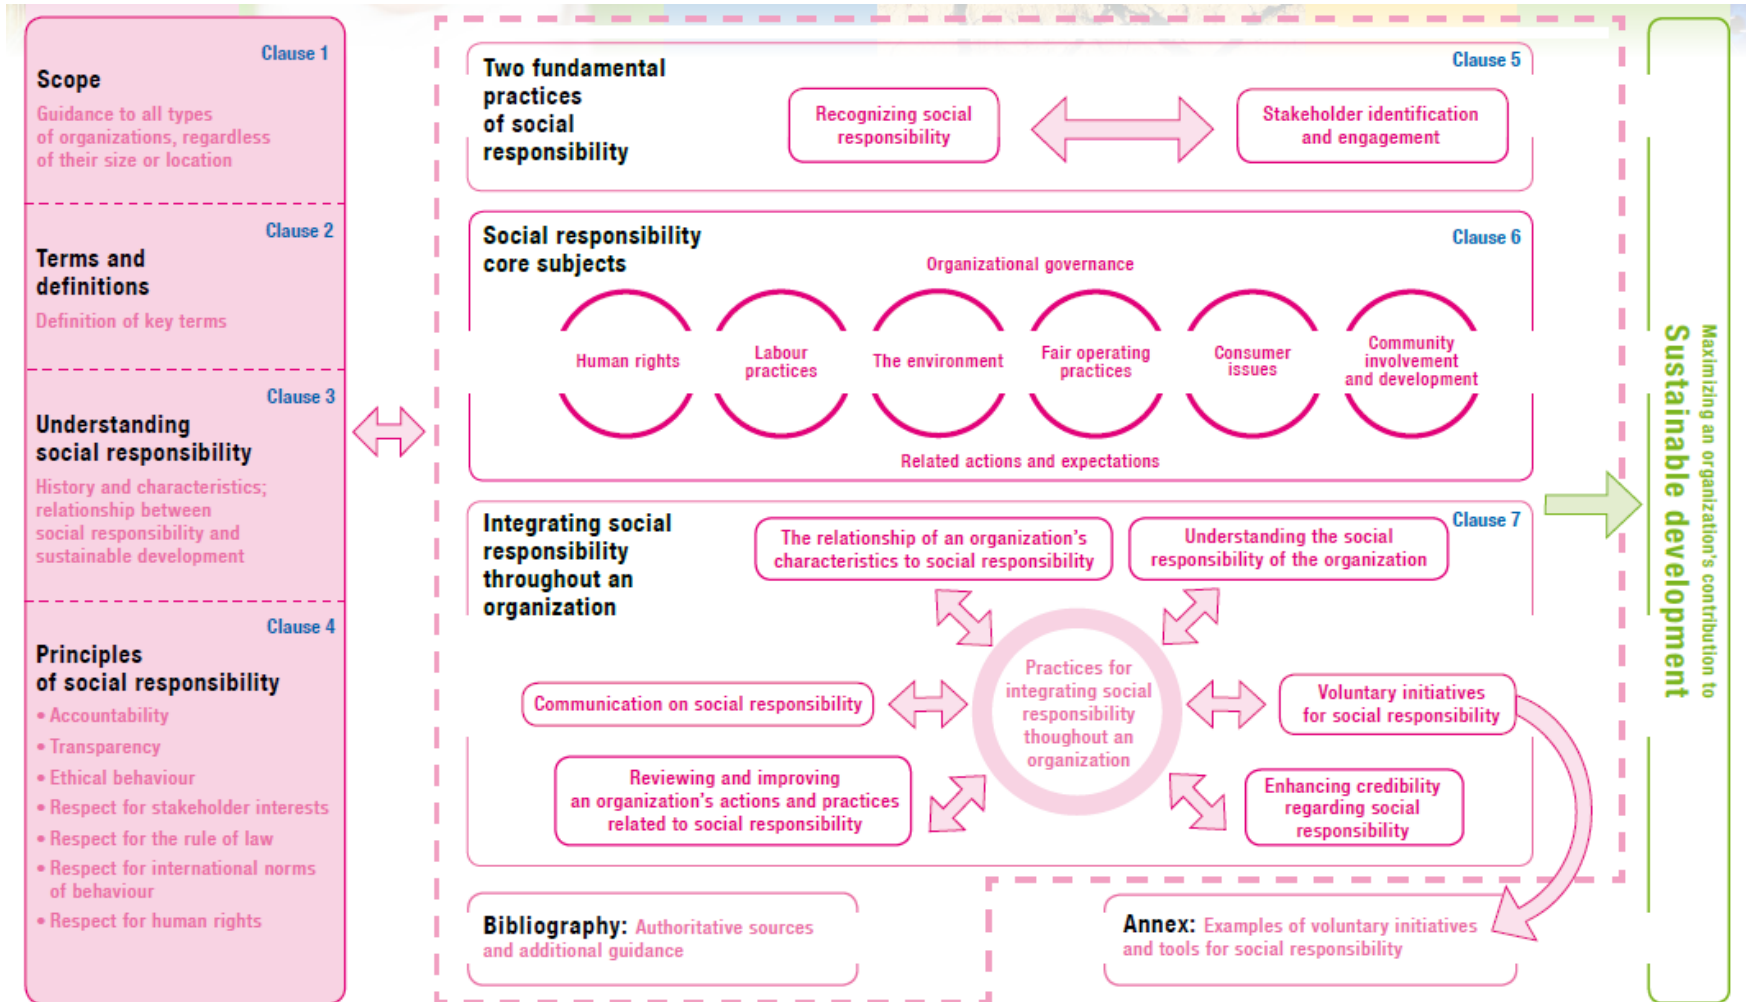 Clause 1
Scope
Guidance to all types
of organizations, regardless
of their size or location
Clause 2
Terms and
definitions
Definition of key terms
Clause 3
Understanding
social responsibility
History and characteristics;
relationship between
social responsibility and
sustainable development
Clause 4
Principles
of social responsibility
• Accountability
• Transparency
• Ethical behaviour
• Respect for stakeholder interests
• Respect for the rule of law
• Respect for international norms
of behaviour
• Respect for human rights
Clause 5
Two fundamental
practices
of social
responsibility
Recognizing social
responsibility
Stakeholder identification
and engagement
Clause 6
Social responsibility
core subjects
Organizational governance
Human rights
Labour
practices
The environment
Fair operating
practices
Consumer
issues
Community
involvement
and development
Related actions and expectations
Clause 7
Integrating social
responsibility
throughout an
organization
The relationship of an organization's
characteristics to social responsibility
Understanding the social
responsibility of the organization
Practices for
integrating social
responsibility
thoughout an
organization
Communication on social responsibility
Voluntary initiatives
for social responsibility
Reviewing and improving
an organization's actions and practices
related to social responsibility
Enhancing credibility
regarding social
responsibility
Bibliography: Authoritative sources
and additional guidance
Annex: Examples of voluntary initiatives
and tools for social responsibility
Maximizing an organization's contribution to
Sustainable development